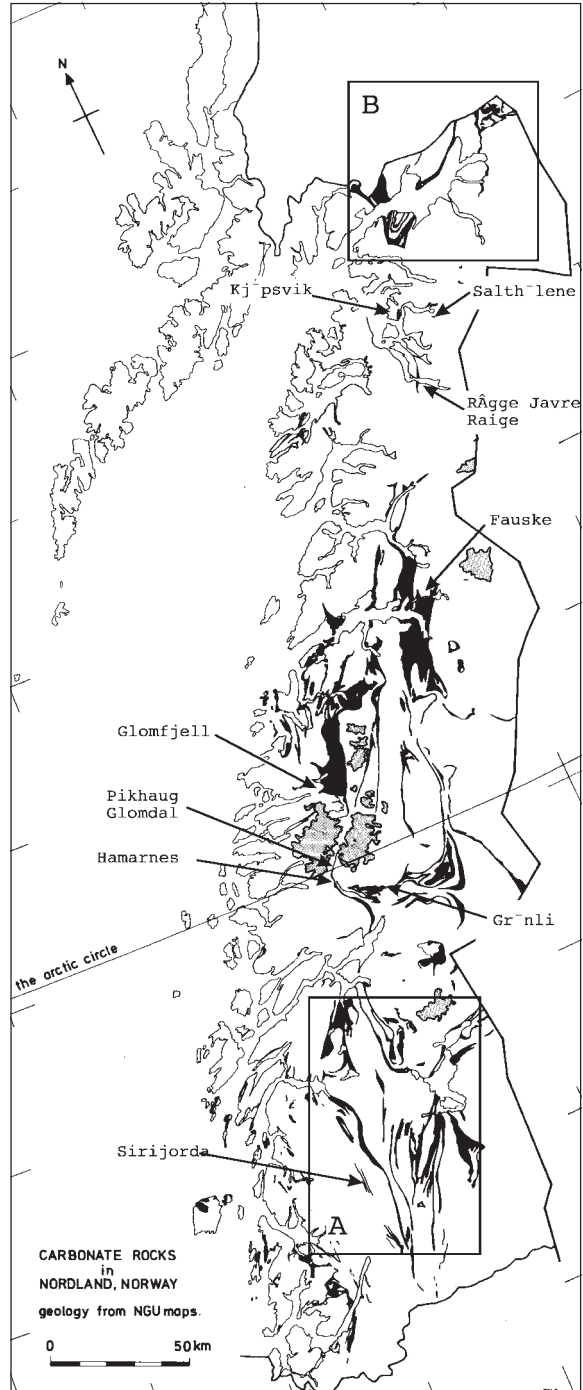 N
B
Kj¨psvik
Salth¨lene
RÂgge Javre
Raige
Fauske
Glomfjell
Pikhaug
Glomdal
Hamarnes
Gr¨nli
the arctic circle
Sirijorda
A
CARBONATE ROCKS
in
NORDLAND, NORWAY
geology from NGU maps.
0 50km